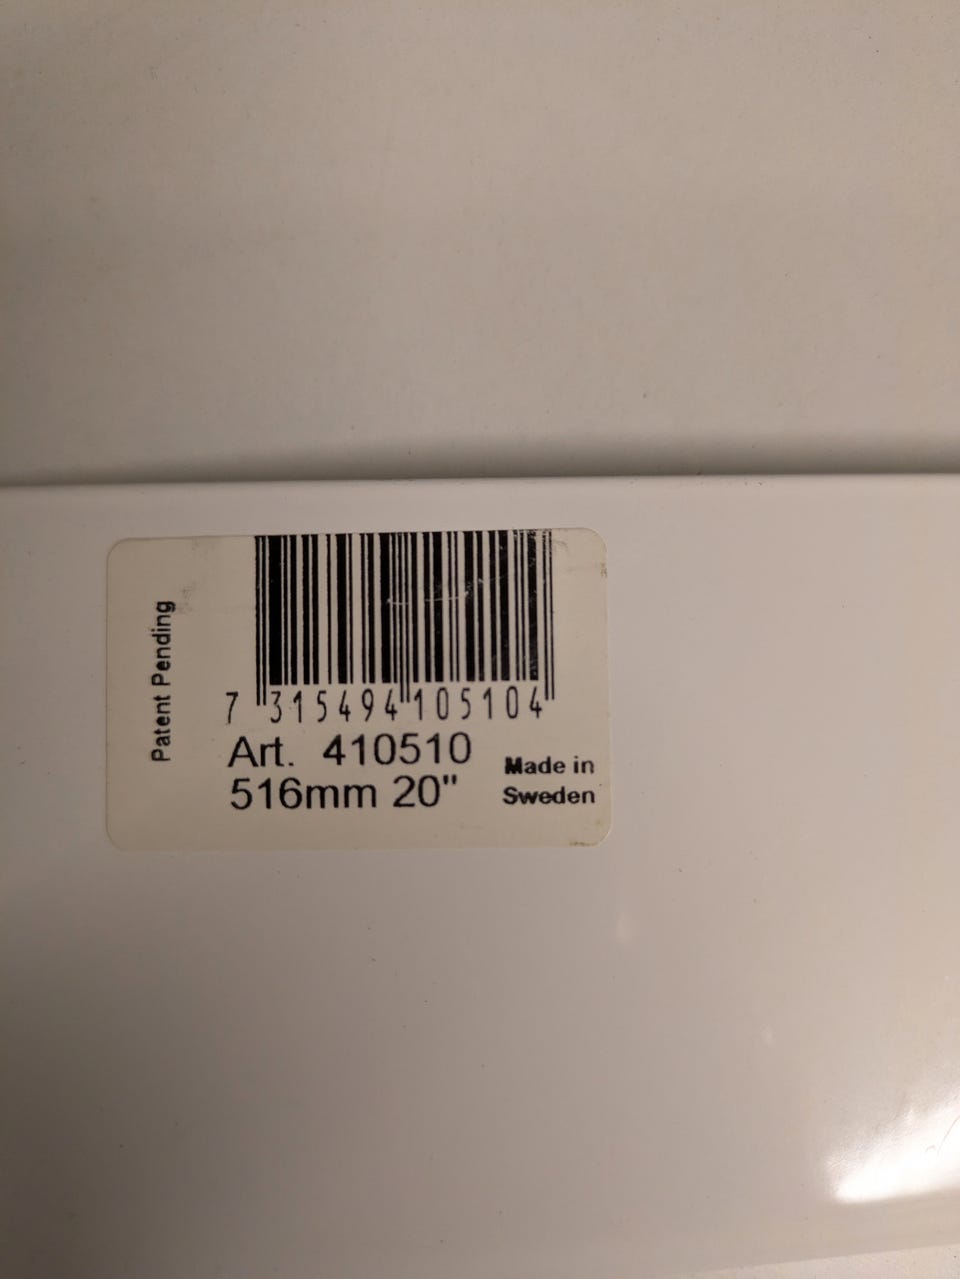 Patent Pending
7 315494 105104
Art. 410510
516mm 20"
Made in
Sweden